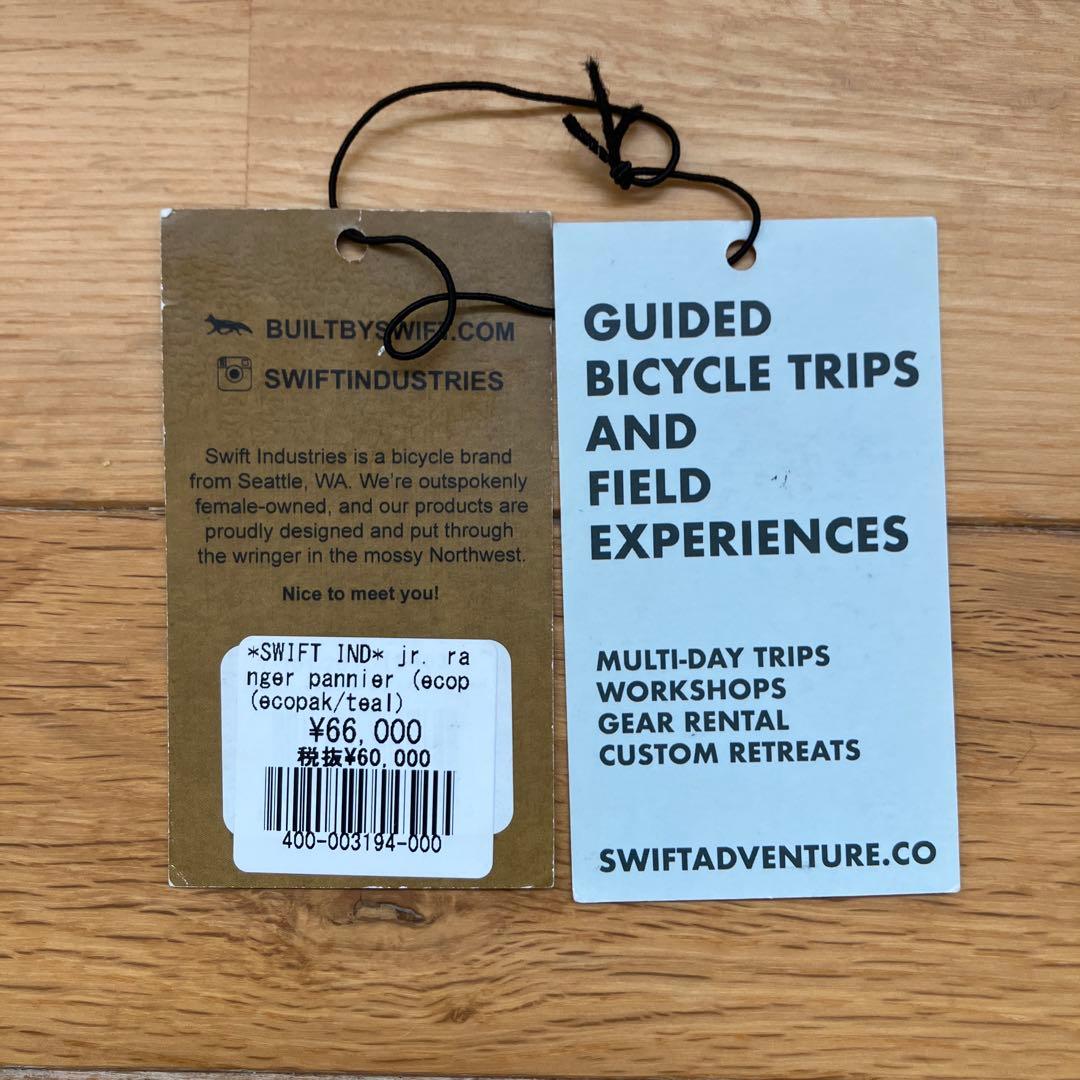 BUILTBYSWIFT.COM
SWIFTINDUSTRIES
Swift Industries is a bicycle brand
from Seattle, WA. We're outspokenly
female-owned, and our products are
proudly designed and put through
the wringer in the mossy Northwest.
Nice to meet you!
*SWIFT IND* jr. ra
nger pannier (ecop
(ecopak/teal)
¥66,000
税抜¥60,000
400-003194-000
GUIDED
BICYCLE TRIPS
AND
FIELD
EXPERIENCES
MULTI-DAY TRIPS
WORKSHOPS
GEAR RENTAL
CUSTOM RETREATS
SWIFTADVENTURE.CO